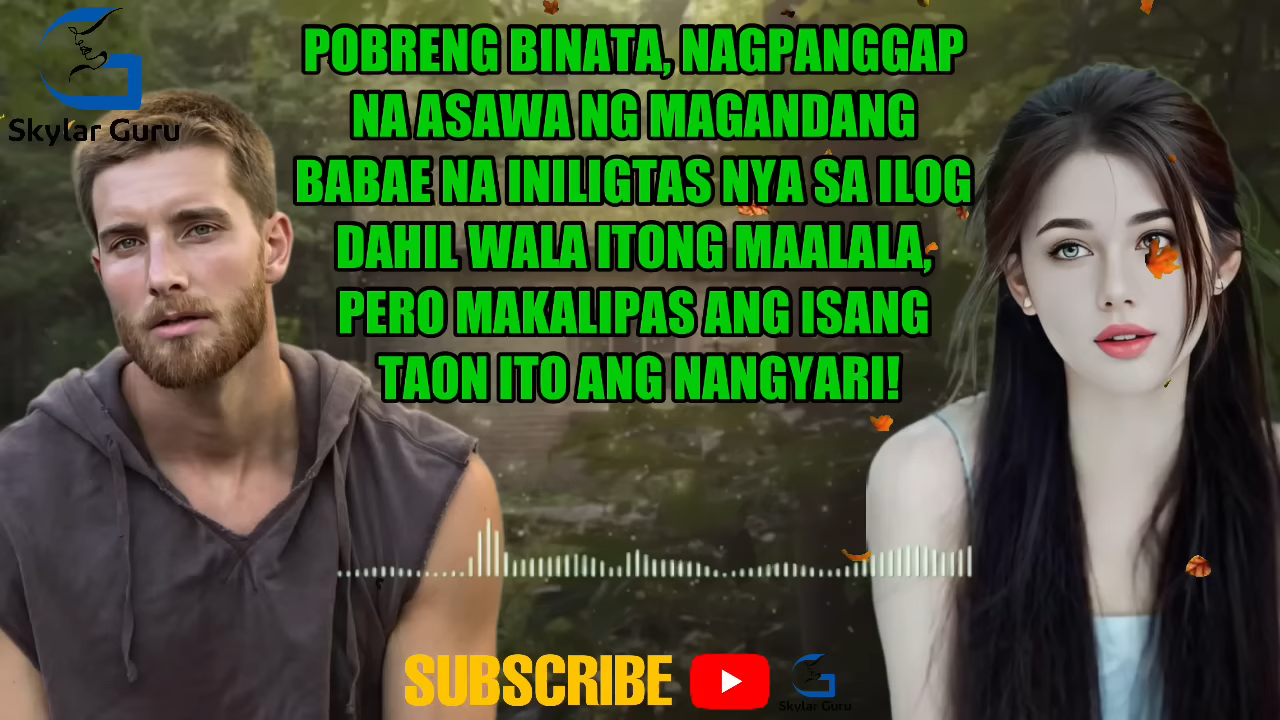 Skylar Guru
POBRENG BINATA, NAGPANGGAP
NA ASAWA NG MAGANDANG
BABAE NA INILIGTAS NYA SA ILOG
DAHIL WALA ITONG MAALALA,
PERO MAKALIPAS ANG ISANG
TAON ITO ANG NANGYARI!
SUBSCRIBE
Skylar Guru